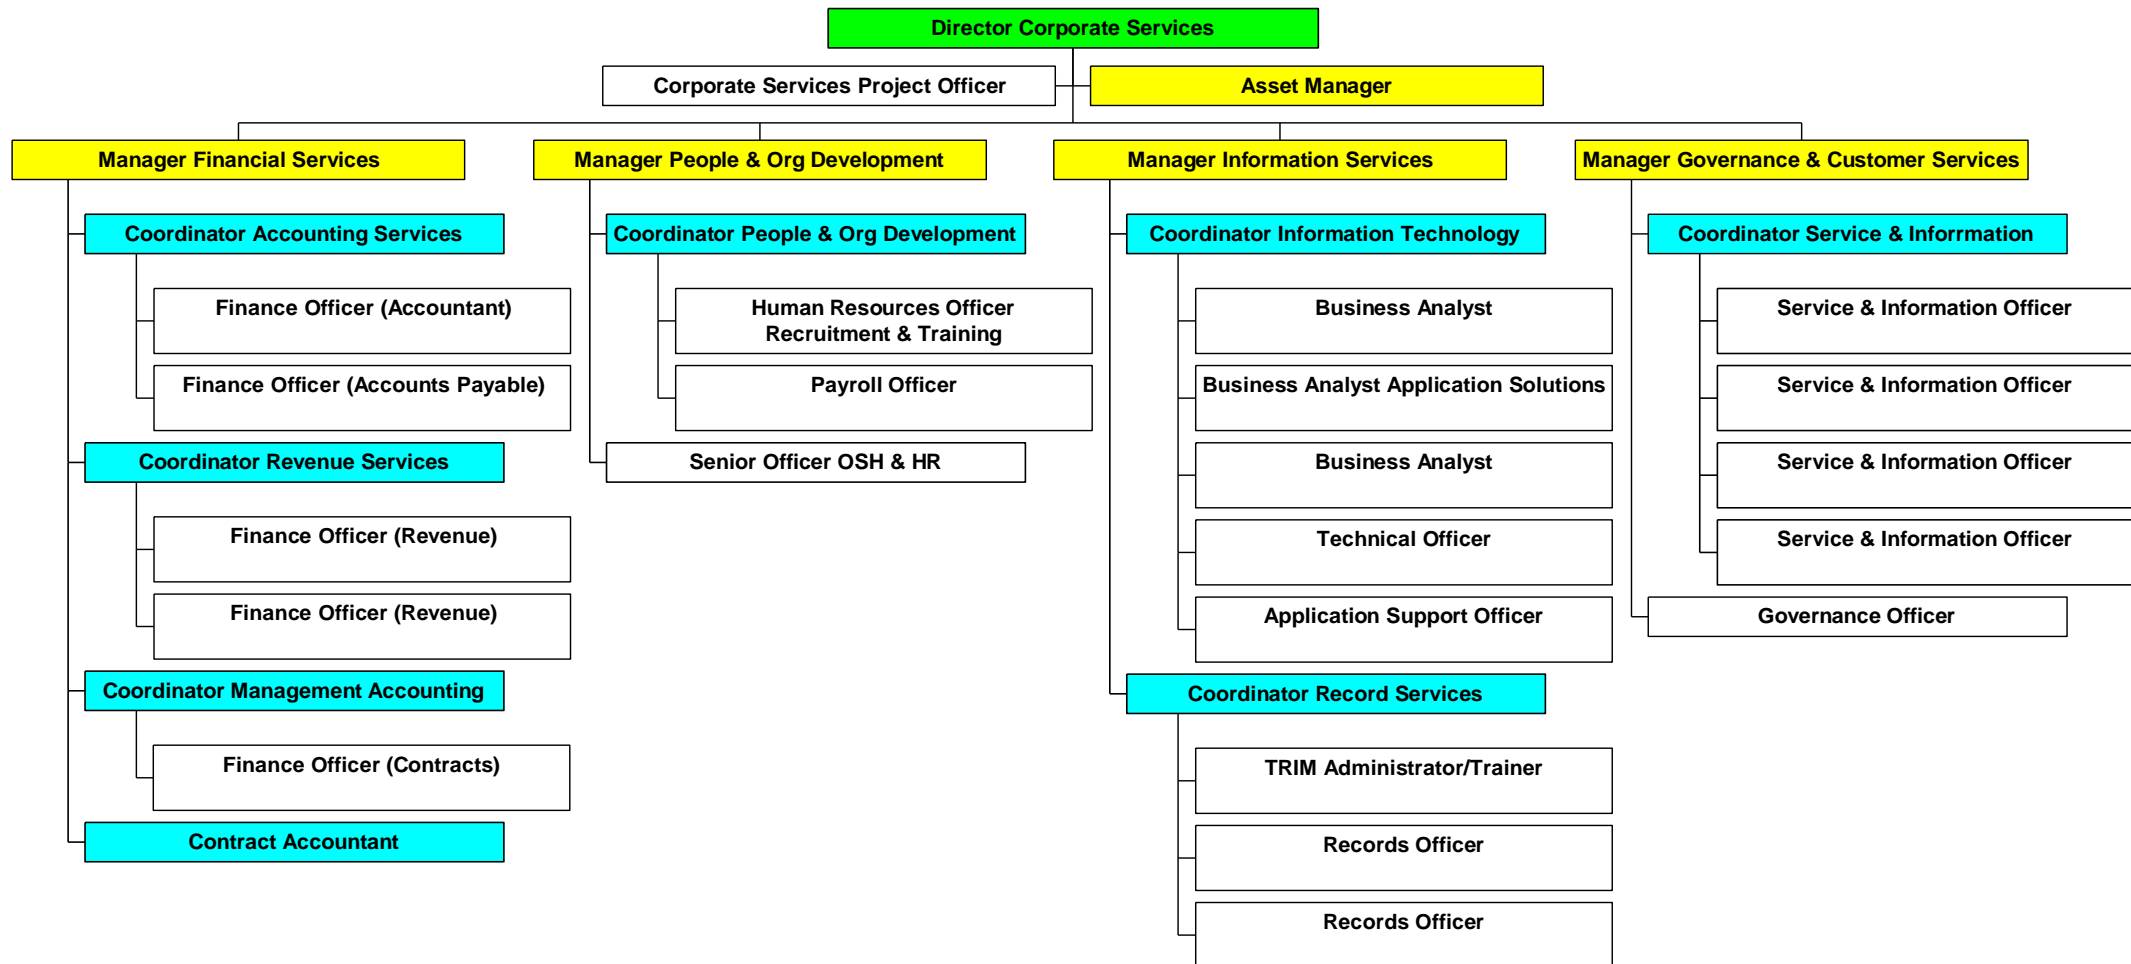 Director Corporate Services
Corporate Services Project Officer
Asset Manager
Manager Financial Services
Manager People & Org Development
Manager Information Services
Manager Governance & Customer Services
Coordinator Accounting Services
Finance Officer (Accountant)
Finance Officer (Accounts Payable)
Coordinator Revenue Services
Finance Officer (Revenue)
Finance Officer (Revenue)
Coordinator Management Accounting
Finance Officer (Contracts)
Contract Accountant
Coordinator People & Org Development
Human Resources Officer
Recruitment & Training
Payroll Officer
Senior Officer OSH & HR
Coordinator Information Technology
Business Analyst
Business Analyst Application Solutions
Business Analyst
Technical Officer
Application Support Officer
Coordinator Record Services
TRIM Administrator/Trainer
Records Officer
Records Officer
Coordinator Service & Inforrmation
Service & Information Officer
Service & Information Officer
Service & Information Officer
Service & Information Officer
Governance Officer